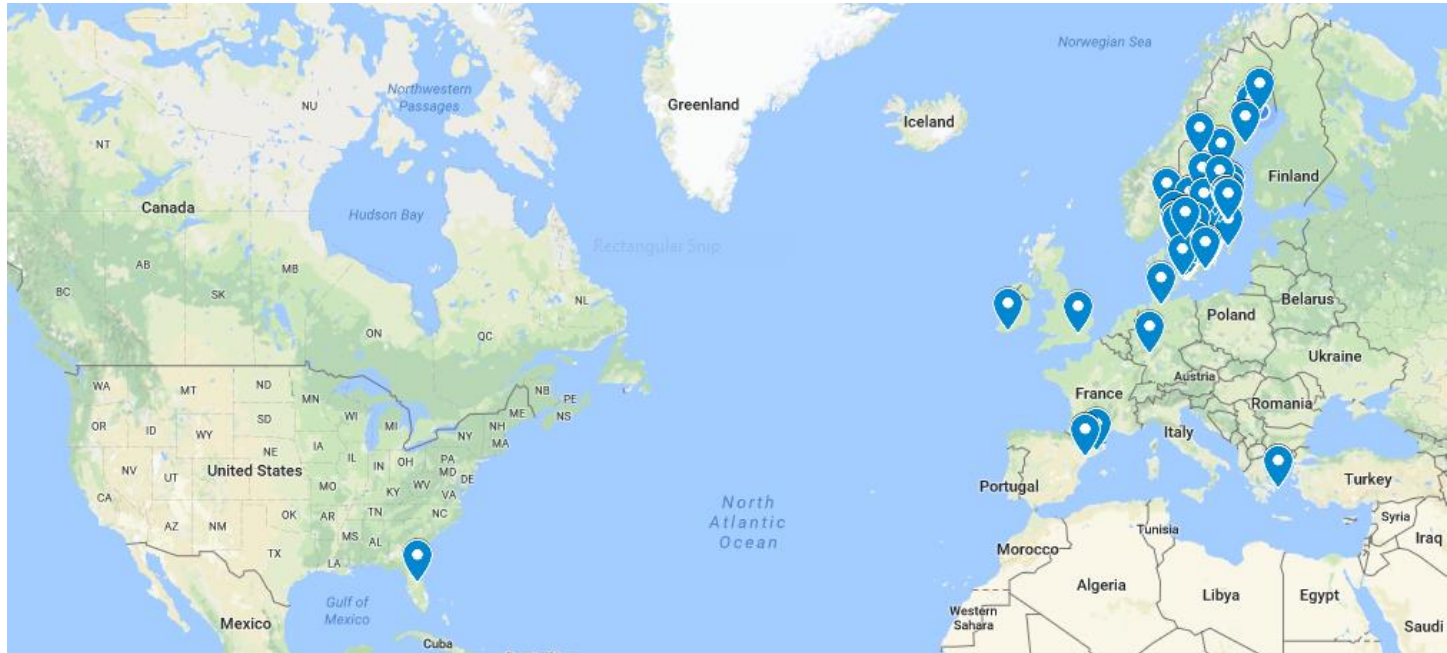 Norwegian Sea
Northwestern
Passages
NU
Greenland
Iceland
NT
Finland
Canada
Hudson Bay
Rectangular Snip
AB
MB
BC
SK
NL
ON
QC
Belarus
Poland
Ukraine
WA
MT
ND
MN
NB
PE
NS
ME
Austria
France
Romania
OR
ID
WY
SD
WI
MI
NH
NY
MA
Italy
NE
IA
IL
IN
OH
PA
MD
DE
NV
UT
United States
MO
KY
WV
VA
Portugal
Turkey
CA
AZ
NM
OK
AR
TN
NC
North
Atlantic
Ocean
Tunisia
Syria
MS
AL
TX
LA
Morocco
Iraq
Algeria
Libya
Egypt
Gulf of
Mexico
Western
Sahara
Mexico
Cuba
Saudi